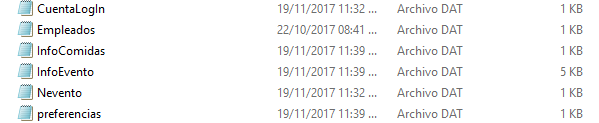 CuentaLogIn 19/11/2017 11:32 ... Archivo DAT 1 KB
Empleados 22/10/2017 08:41 ... Archivo DAT 1 KB
InfoComidas 19/11/2017 11:39 ... Archivo DAT 1 KB
InfoEvento 19/11/2017 11:39 ... Archivo DAT 5 KB
Nevento 19/11/2017 11:32 ... Archivo DAT 1 KB
preferencias 19/11/2017 11:39 ... Archivo DAT 1 KB